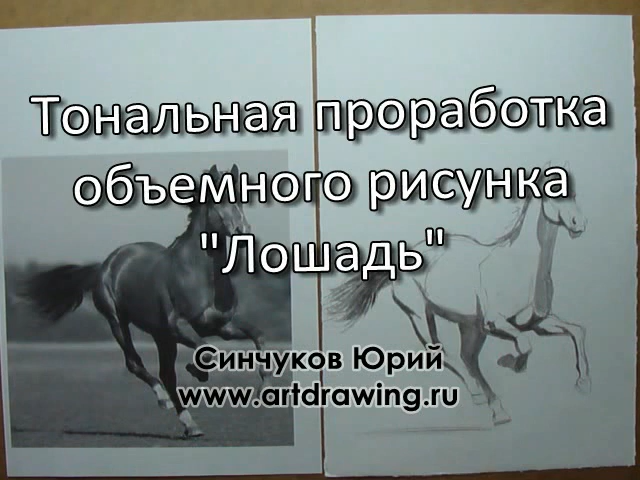 Тональная проработка
объемного рисунка
"Лошадь"
Синчуков Юрий
www.artdrawing.ru